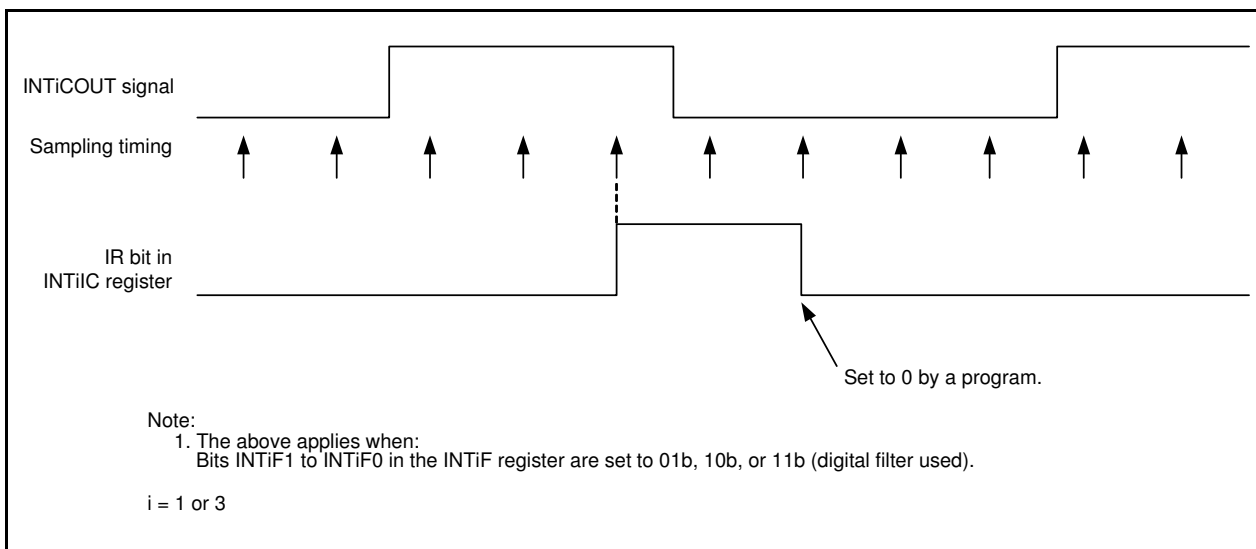 INTiCOUT signal
Sampling timing
IR bit in
INTiIC register
Set to 0 by a program.
Note:
1. The above applies when:
Bits INTiF1 to INTiF0 in the INTiF register are set to 01b, 10b, or 11b (digital filter used).
i = 1 or 3